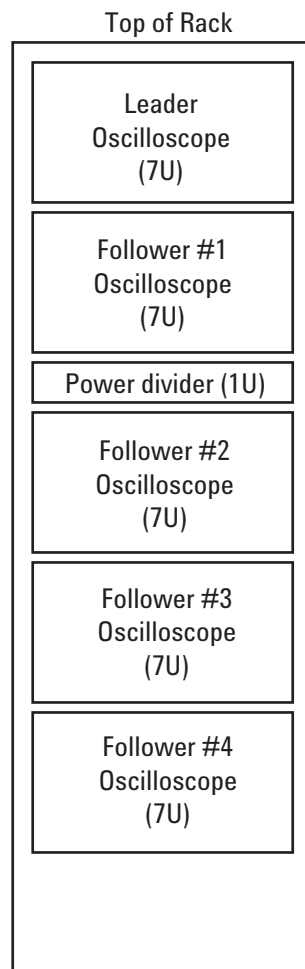 Top of Rack
Leader
Oscilloscope
(7U)
Follower #1
Oscilloscope
(7U)
Power divider (1U)
Follower #2
Oscilloscope
(7U)
Follower #3
Oscilloscope
(7U)
Follower #4
Oscilloscope
(7U)